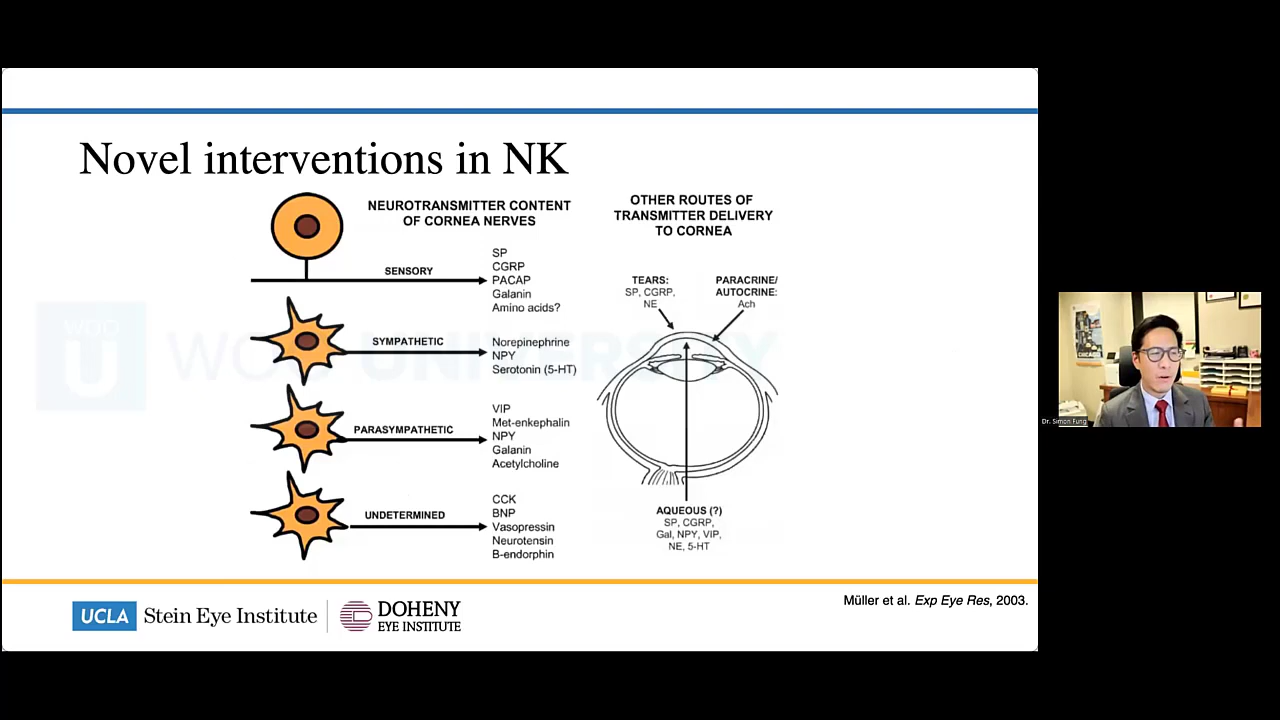 Novel interventions in NK
NEUROTRANSMITTER CONTENT
OF CORNEA NERVES
SENSORY
SP
CGRP
PACAP
Galanin
Amino acids?
SYMPATHETIC
Norepinephrine
NPY
Serotonin (5-HT)
PARASYMPATHETIC
VIP
Met-enkephalin
NPY
Galanin
Acetylcholine
UNDETERMINED
CCK
BNP
Vasopressin
Neurotensin
B-endorphin
OTHER ROUTES OF
TRANSMITTER DELIVERY
TO CORNEA
TEARS:
SP, CGRP,
NE
PARACRINE/
AUTOCRINE:
Ach
AQUEOUS (?)
SP, CGRP,
Gal, NPY, VIP,
NE, 5-HT
WOO
U
WOO UNIVERSITY
Müller et al. Exp Eye Res, 2003.
UCLA Stein Eye Institute
DOHENY
EYE INSTITUTE
Dr. Simon Fung